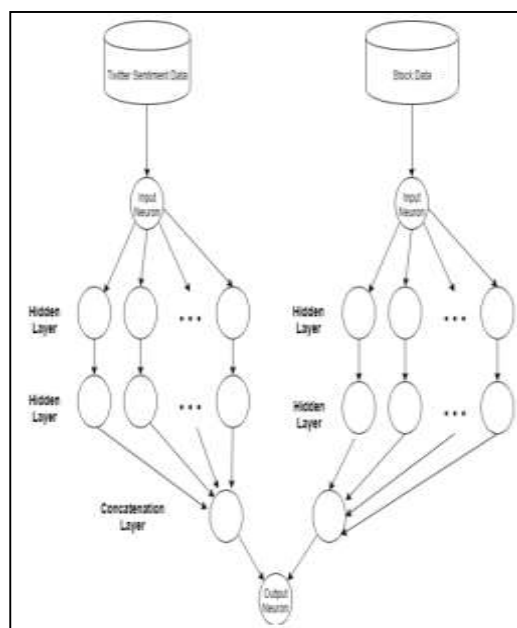 Twitter Sentiment Data
Stock Data
Input
Neuron
Input
Neuron
Hidden
Layer
Hidden
Layer
Hidden
Layer
Hidden
Layer
Concatenation
Layer
Output
Neuron